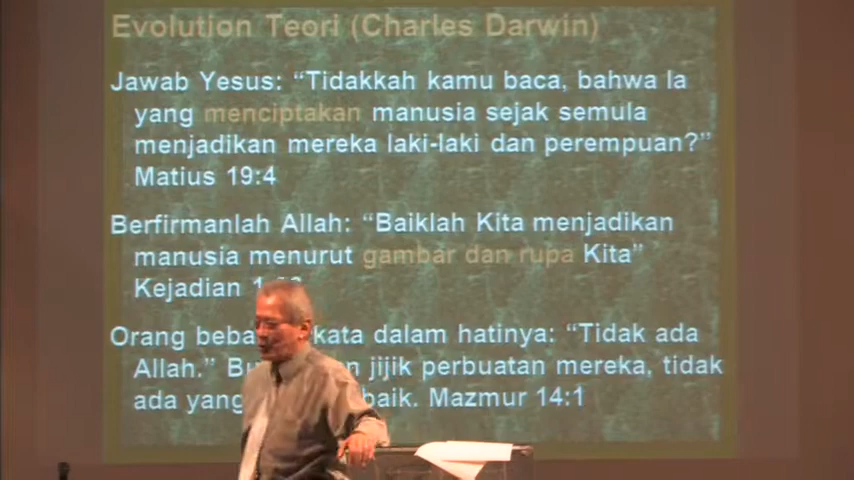 Evolution Teori (Charles Darwin)
Jawab Yesus: “Tidakkah kamu baca, bahwa Ia
yang menciptakan manusia sejak semula
menjadikan mereka laki-laki dan perempuan?”
Matius 19:4
Berfirmanlah Allah: “Baiklah Kita menjadikan
manusia menurut gambar dan rupa Kita”
Kejadian
Orang dalam hatinya: “Tidak ada
Allah.” jijik perbuatan mereka, tidak
ada yang baik. Mazmur 14:1